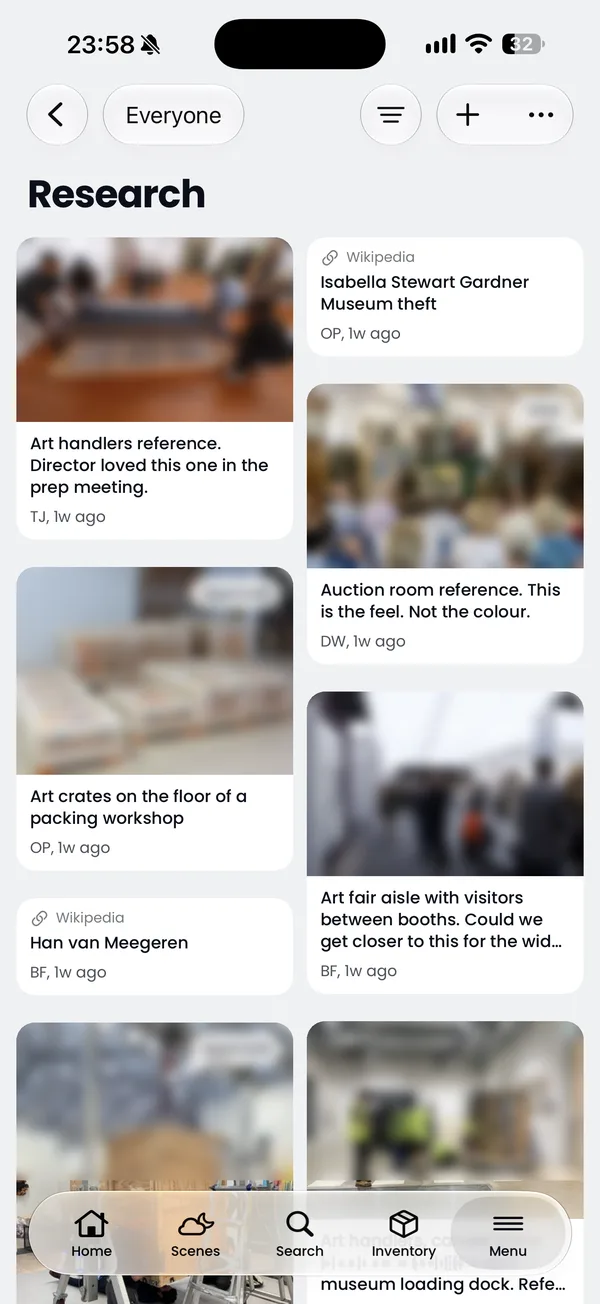 23:58
32
Everyone
Research
Art handlers reference.
Director loved this one in the
prep meeting.
TJ, 1w ago
Wikipedia
Isabella Stewart Gardner
Museum theft
OP, 1w ago
Auction room reference. This
is the feel. Not the colour.
DW, 1w ago
Art crates on the floor of a
packing workshop
OP, 1w ago
Art fair aisle with visitors
between booths. Could we
get closer to this for the wid…
BF, 1w ago
Wikipedia
Han van Meegeren
BF, 1w ago
Art handlers,
museum loading dock. Refe…
Home
Scenes
Search
Inventory
Menu